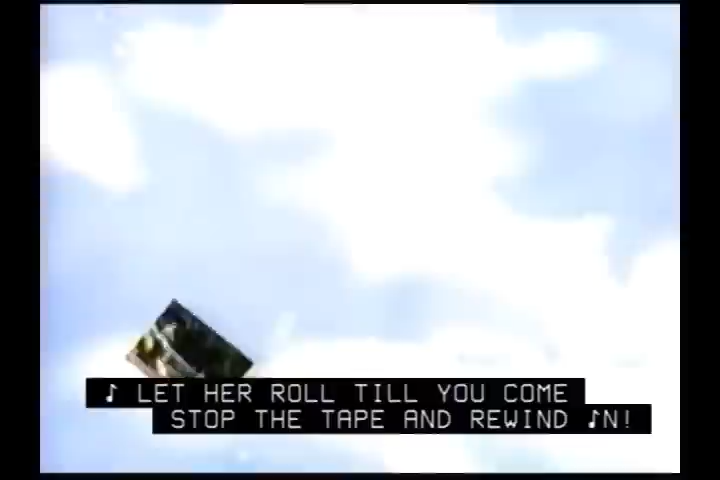 ♪ LET HER ROLL TILL YOU COME
STOP THE TAPE AND REWIND ♪N!